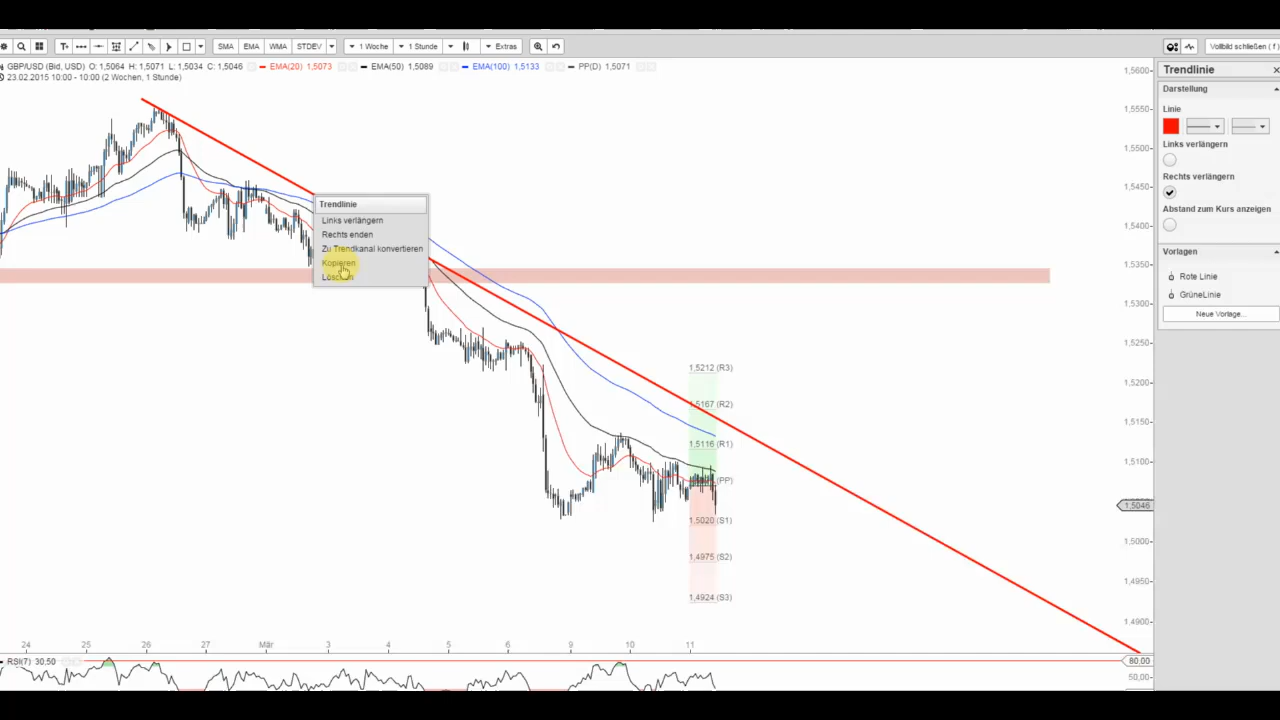 T SMA EMA WMA STDEV 1 Woche 1 Stunde Extras Vollbild schließen ( f )
GBP/USD (Bid, USD) O: 1,5064 H: 1,5071 L: 1,5034 C: 1,5046 EMA(20) 1,5073 EMA(50) 1,5089 EMA(100) 1,5133 PP(D) 1,5071
23.02.2015 10:00 - 10:00 (2 Wochen, 1 Stunde)
1,5600
1,5550
1,5500
1,5450
1,5400
1,5350
1,5300
1,5250
1,5200
1,5150
1,5100
1,5046
1,5000
1,4950
1,4900
Trendlinie
Links verlängern
Rechts enden
Zu Trendkanal konvertieren
Kopieren
1,5212 (R3)
1,5167 (R2)
1,5116 (R1)
(PP)
1,5020 (S1)
1,4975 (S2)
1,4924 (S3)
24 25 26 27 Mär 3 4 5 6 9 10 11
RSI(7) 30,50
80,00
50,00
Trendlinie
Darstellung
Linie
Links verlängern
Rechts verlängern
Abstand zum Kurs anzeigen
Vorlagen
Rote Linie
GrüneLinie
Neue Vorlage...